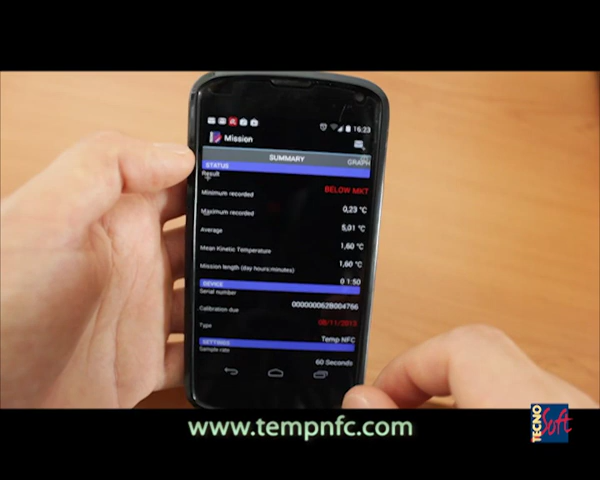 16:23
Mission
SUMMARY
GRAPH
STATUS
Result
BELOW MKT
Minimum recorded
0,23 °C
Maximum recorded
5,01 °C
Average
1,60 °C
Mean Kinetic Temperature
1,60 °C
Mission length (day hours:minutes)
0 1:50
DEVICE
Serial number
000000062B004766
Calibration due
08/11/2015
Type
Temp NFC
SETTINGS
Sample rate
60 Seconds
www.tempnfc.com
TECNO
Soft